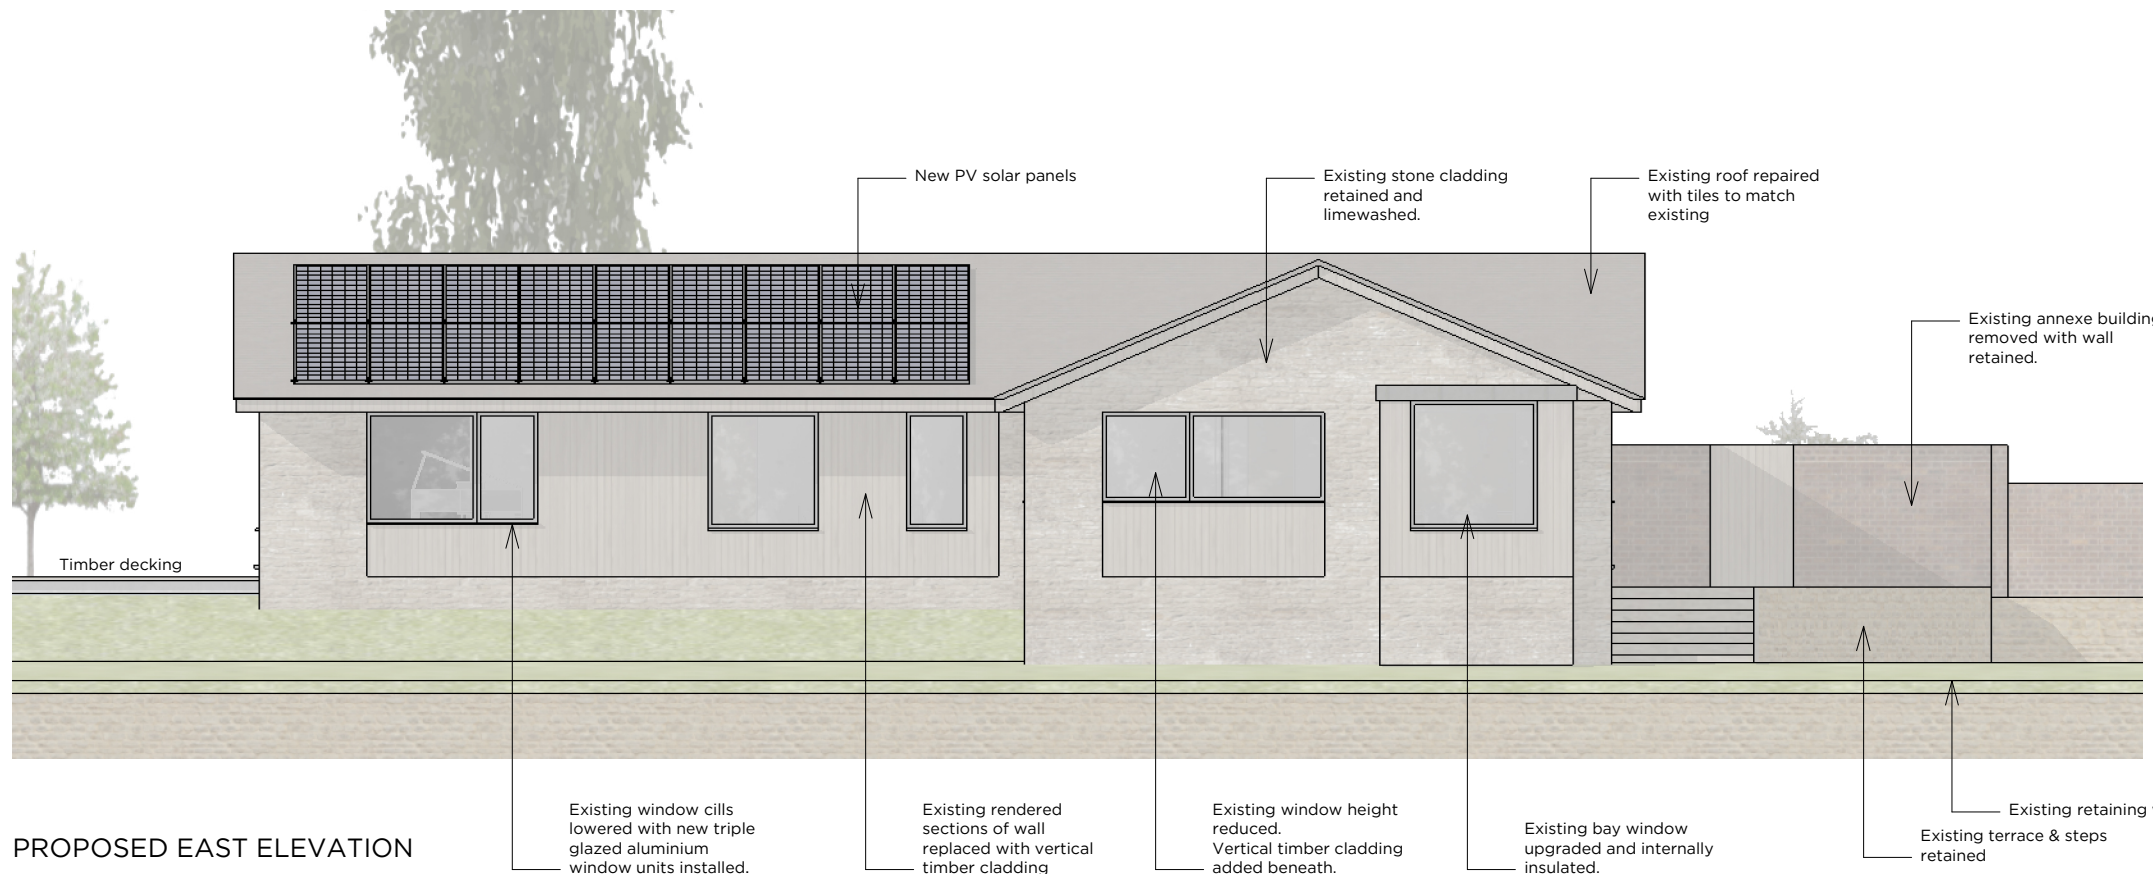 New PV solar panels
Existing stone cladding
retained and
limewashed.
Existing roof repaired
with tiles to match
existing
Existing annexe building
removed with wall
retained.
Timber decking
Existing window cills
lowered with new triple
glazed aluminium
window units installed.
Existing rendered
sections of wall
replaced with vertical
timber cladding
Existing window height
reduced.
Vertical timber cladding
added beneath.
Existing bay window
upgraded and internally
insulated.
Existing retaining
Existing terrace & steps
retained
PROPOSED EAST ELEVATION